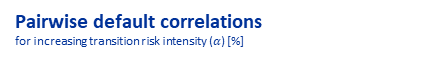 Pairwise default correlations
for increasing transition risk intensity (α) [%]